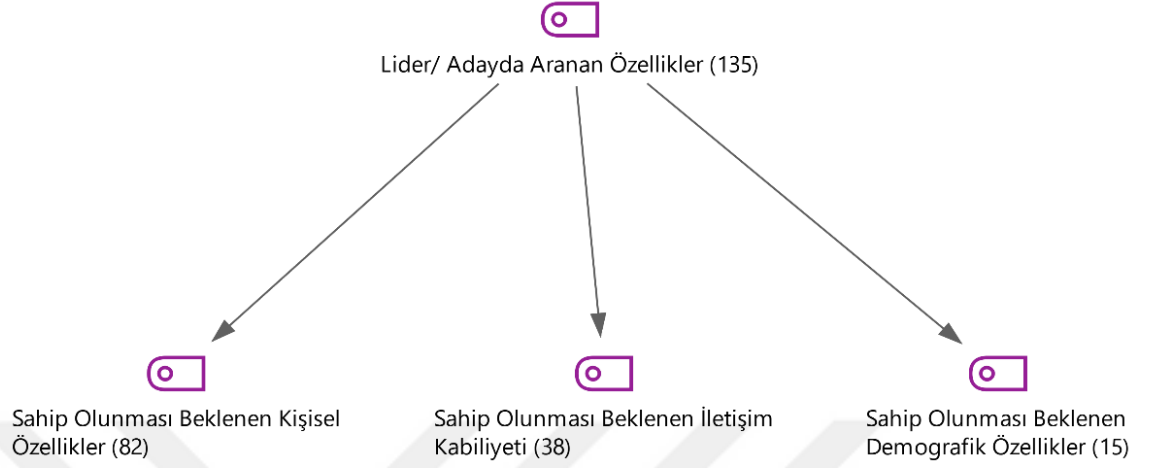 Lider/ Adayda Aranan Özellikler (135)
Sahip Olunması Beklenen Kişisel
Özellikler (82)
Sahip Olunması Beklenen İletişim
Kabiliyeti (38)
Sahip Olunması Beklenen
Demografik Özellikler (15)